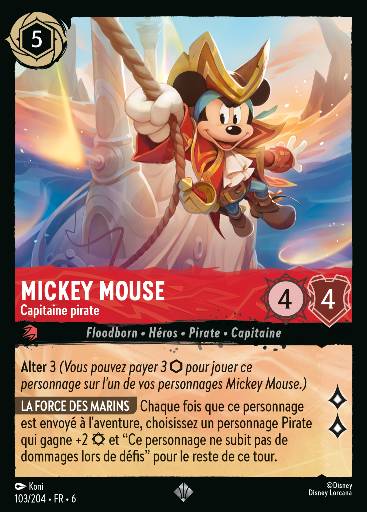 5
MICKEY MOUSE
Capitaine pirate
4
4
Floodborn • Héros • Pirate • Capitaine
Alter 3 (Vous pouvez payer 3 pour jouer ce
personnage sur l'un de vos personnages Mickey Mouse.)
LA FORCE DES MARINS Chaque fois que ce personnage
est envoyé à l'aventure, choisissez un personnage Pirate
qui gagne +2 et "Ce personnage ne subit pas de
dommages lors de défis" pour le reste de ce tour.
Koni
©Disney
103/204 • FR • 6
Disney Lorcana